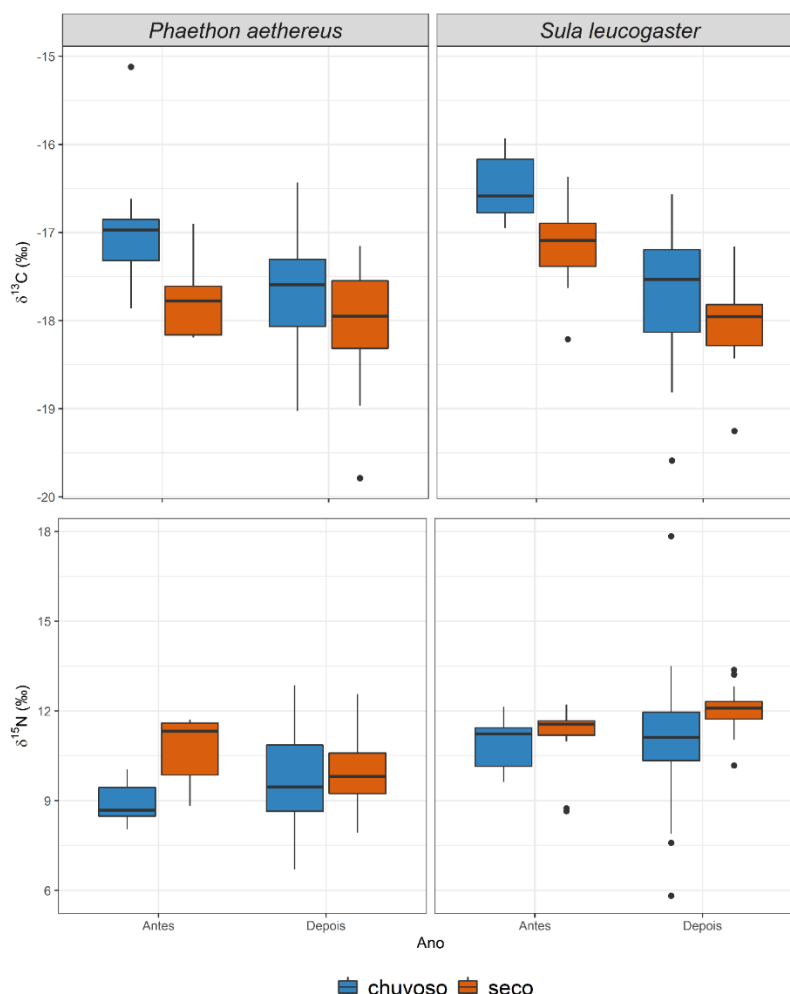 Phaethon aethereus
Sula leucogaster
-15
-16
-17
-18
-19
-20
δ13C (‰)
18
15
12
9
6
δ15N (‰)
Antes
Depois
Antes
Depois
Ano
chuvoso
seco